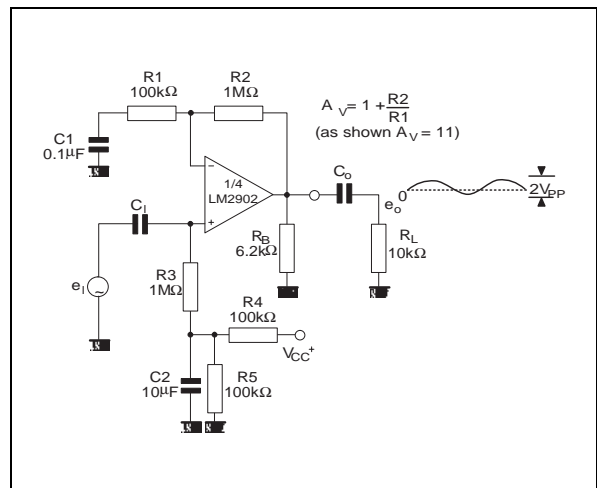 R1
100kΩ
R2
1MΩ
A_V = 1 + R2/R1
(as shown A_V = 11)
C1
0.1µF
1/4
LM2902
C_I
C_o
0
e_o
2V_PP
R_B
6.2kΩ
R_L
10kΩ
R3
1MΩ
e_I
~
R4
100kΩ
V_CC+
C2
10µF
R5
100kΩ